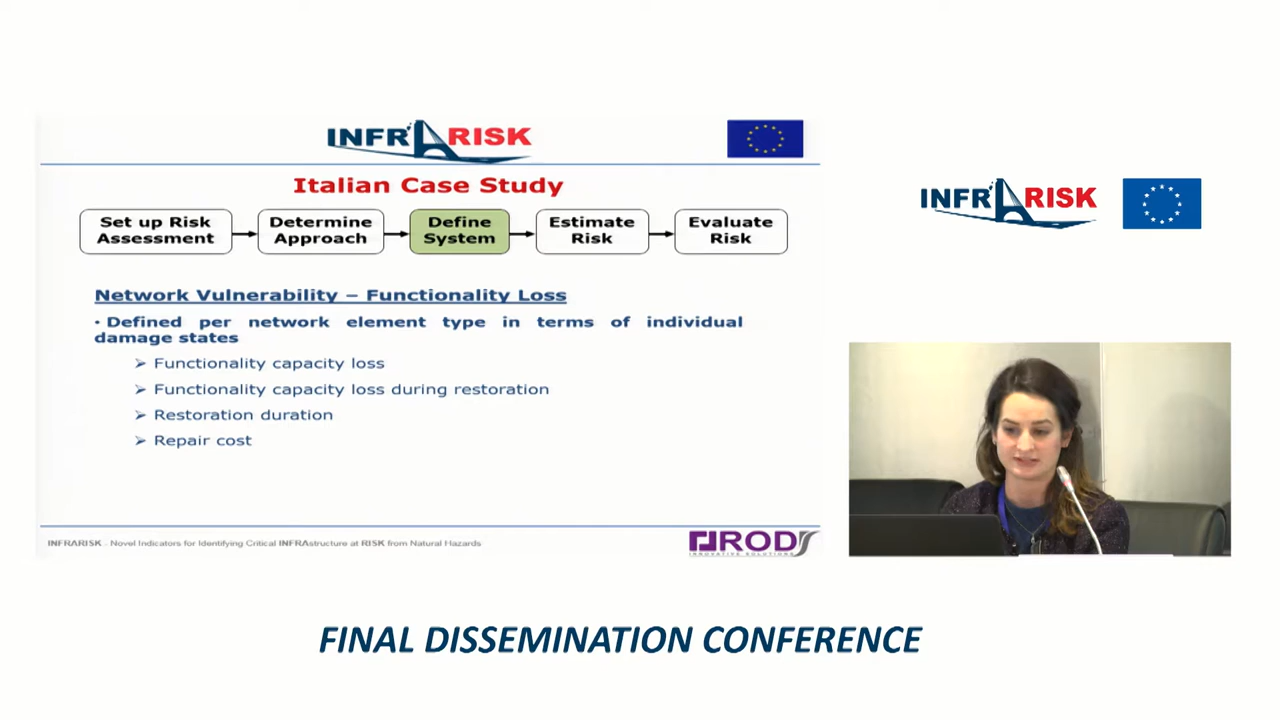 INFRARISK
Italian Case Study
Set up Risk
Assessment
Determine
Approach
Define
System
Estimate
Risk
Evaluate
Risk
Network Vulnerability – Functionality Loss
• Defined per network element type in terms of individual
damage states
➢ Functionality capacity loss
➢ Functionality capacity loss during restoration
➢ Restoration duration
➢ Repair cost
INFRARISK - Novel Indicators for Identifying Critical INFRAstructure at RISK from Natural Hazards
ROD
INNOVATIVE SOLUTIONS
INFRARISK
FINAL DISSEMINATION CONFERENCE